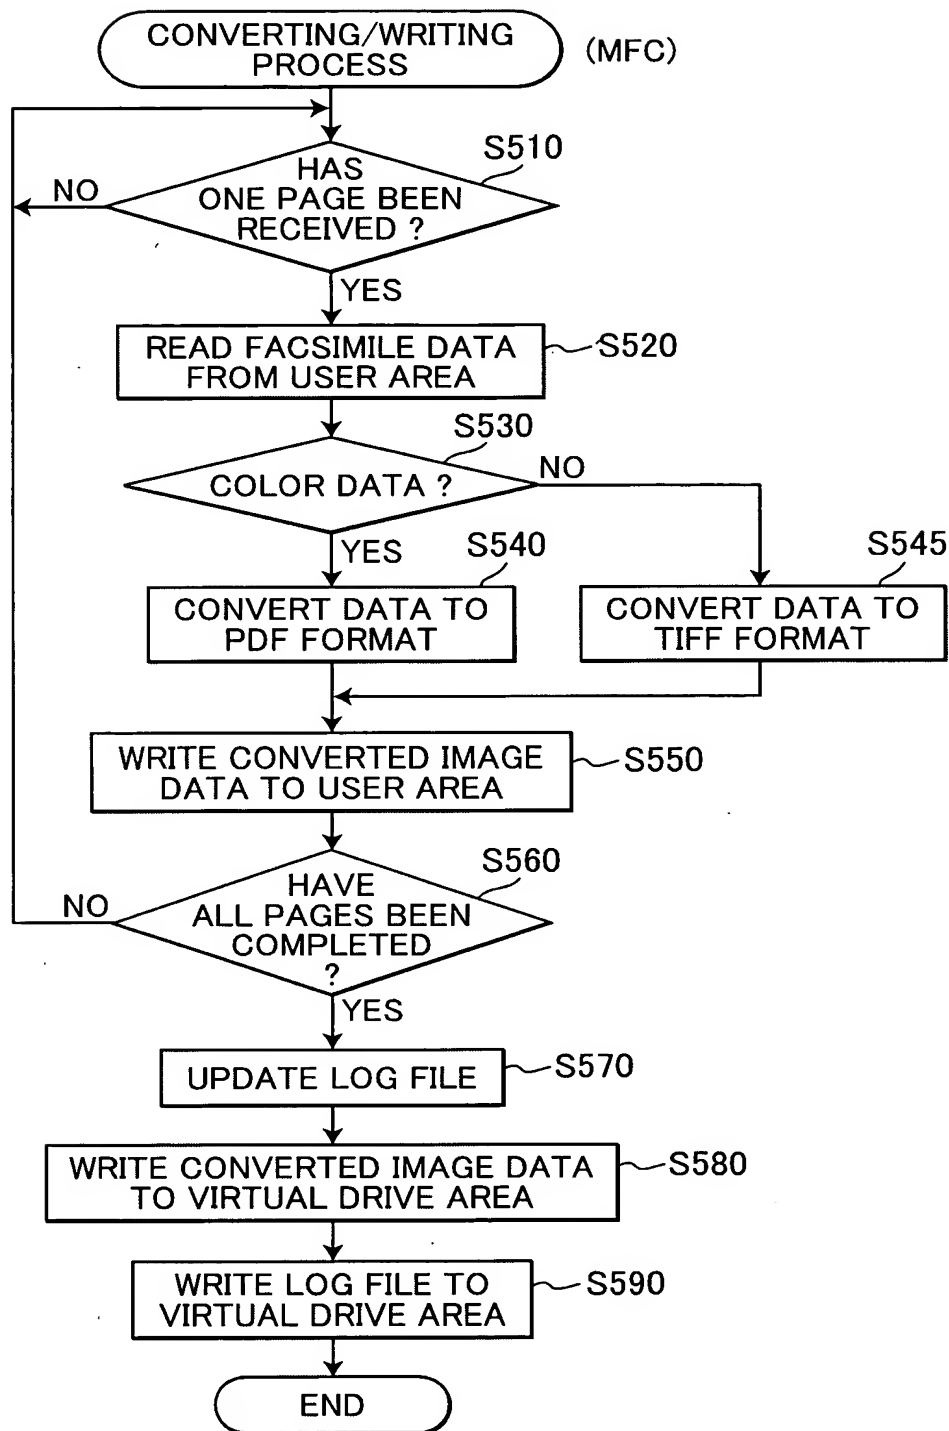 CONVERTING/WRITING
PROCESS
(MFC)
S510
HAS
ONE PAGE BEEN
RECEIVED ?
NO
YES
READ FACSIMILE DATA
FROM USER AREA
S520
S530
COLOR DATA ?
NO
YES
S540
S545
CONVERT DATA TO
PDF FORMAT
CONVERT DATA TO
TIFF FORMAT
WRITE CONVERTED IMAGE
DATA TO USER AREA
S550
S560
HAVE
ALL PAGES BEEN
COMPLETED
?
NO
YES
UPDATE LOG FILE
S570
WRITE CONVERTED IMAGE DATA
TO VIRTUAL DRIVE AREA
S580
WRITE LOG FILE TO
VIRTUAL DRIVE AREA
S590
END